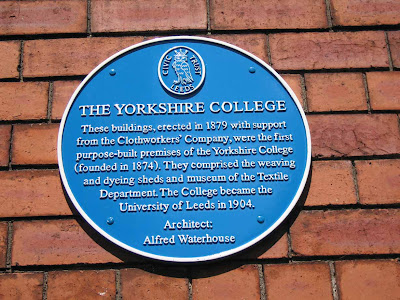 CIVIC TRUST
LEEDS
THE YORKSHIRE COLLEGE
These buildings, erected in 1879 with support
from the Clothworkers' Company, were the first
purpose-built premises of the Yorkshire College
(founded in 1874). They comprised the weaving
and dyeing sheds and museum of the Textile
Department. The College became the
University of Leeds in 1904.
Architect:
Alfred Waterhouse